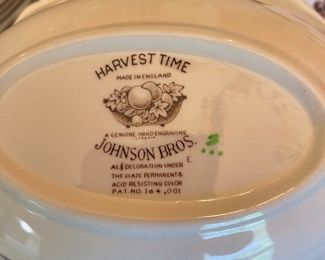 HARVEST TIME
MADE IN ENGLAND
A GENUINE HAND ENGRAVING
JOHNSON BROS.
E
ALL DECORATION UNDER
THE GLAZE PERMANENT &
ACID RESISTING COLOR
PAT. NO. 164,001